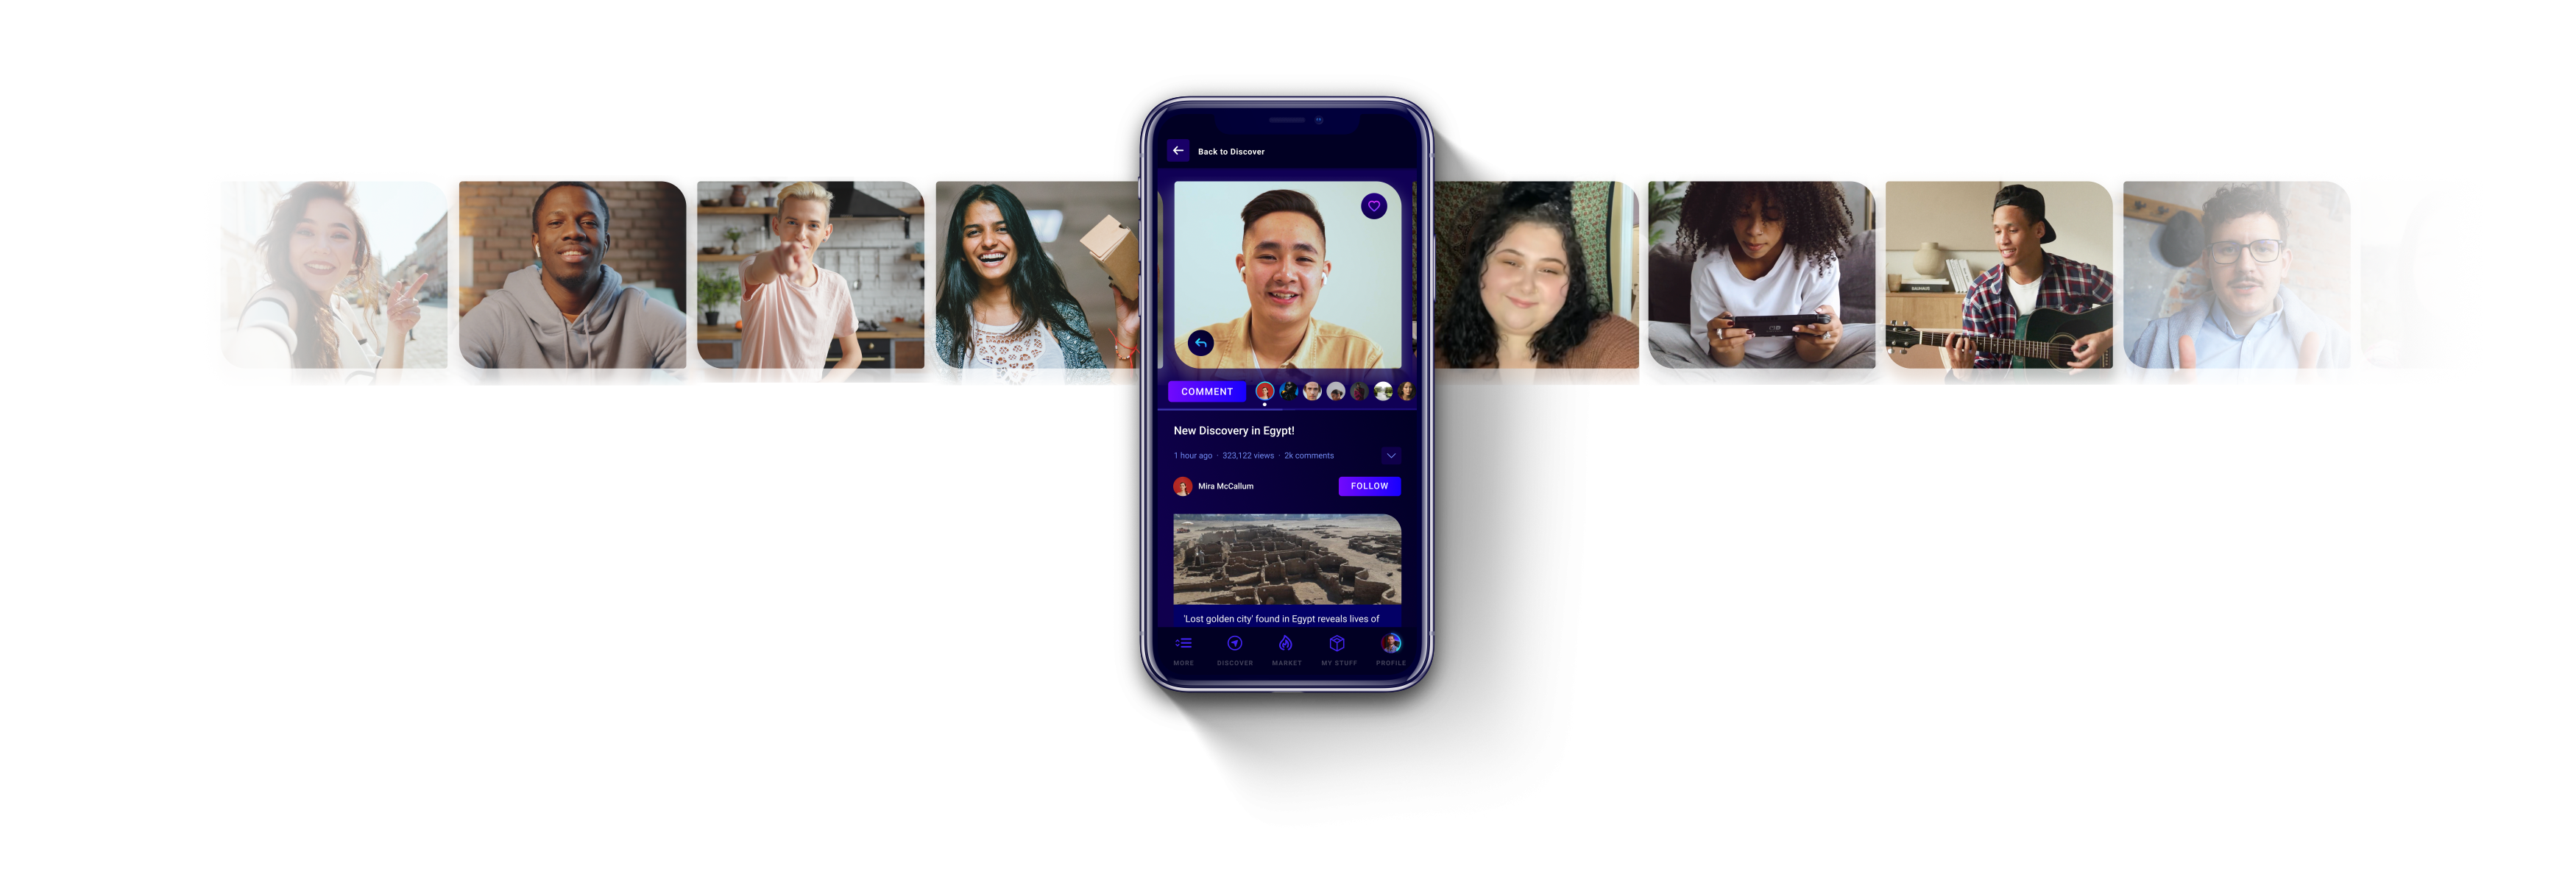 Back to Discover
COMMENT
New Discovery in Egypt!
1 hour ago · 323,122 views · 2k comments
Mira McCallum
FOLLOW
'Lost golden city' found in Egypt reveals lives of
MORE DISCOVER MARKET MY STUFF PROFILE
BAUHAUS